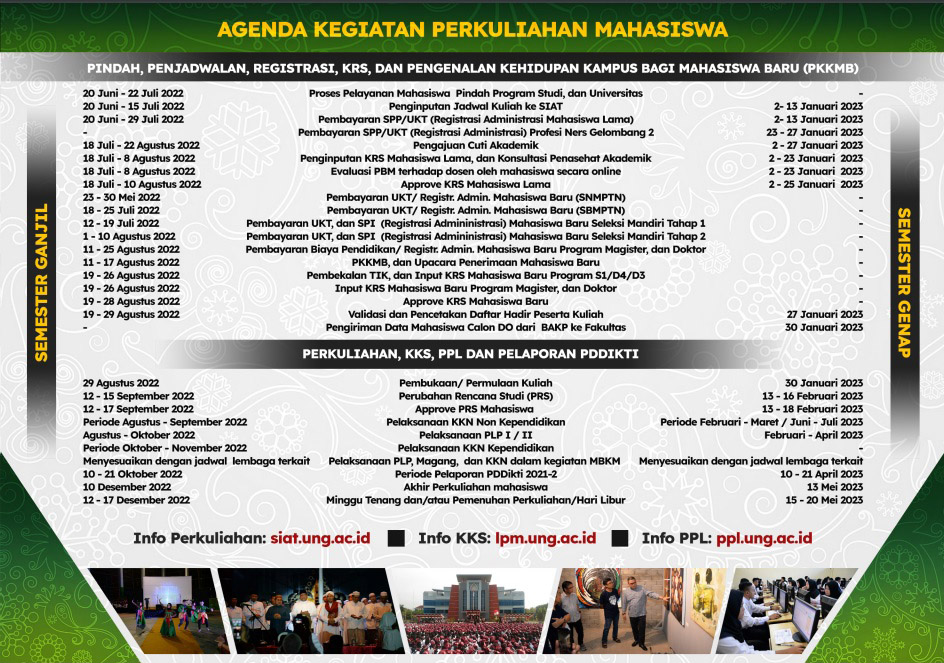 AGENDA KEGIATAN PERKULIAHAN MAHASISWA
PINDAH, PENJADWALAN, REGISTRASI, KRS, DAN PENGENALAN KEHIDUPAN KAMPUS BAGI MAHASISWA BARU (PKKMB)
SEMESTER GANJIL
SEMESTER GENAP
20 Juni - 22 Juli 2022 Proses Pelayanan Mahasiswa Pindah Program Studi, dan Universitas -
20 Juni - 15 Juli 2022 Penginputan Jadwal Kuliah ke SIAT 2- 13 Januari 2023
20 Juni - 29 Juli 2022 Pembayaran SPP/UKT (Registrasi Administrasi Mahasiswa Lama) 2- 13 Januari 2023
- Pembayaran SPP/UKT (Registrasi Administrasi) Profesi Ners Gelombang 2 23 - 27 Januari 2023
18 Juli - 22 Agustus 2022 Pengajuan Cuti Akademik 2 - 27 Januari 2023
18 Juli - 8 Agustus 2022 Penginputan KRS Mahasiswa Lama, dan Konsultasi Penasehat Akademik 2 - 23 Januari 2023
18 Juli - 8 Agustus 2022 Evaluasi PBM terhadap dosen oleh mahasiswa secara online 2 - 23 Januari 2023
18 Juli - 10 Agustus 2022 Approve KRS Mahasiswa Lama 2 - 25 Januari 2023
23 - 30 Mei 2022 Pembayaran UKT/ Registr. Admin. Mahasiswa Baru (SNMPTN) -
18 - 25 Juli 2022 Pembayaran UKT/ Registr. Admin. Mahasiswa Baru (SBMPTN) -
12 - 19 Juli 2022 Pembayaran UKT, dan SPI (Registrasi Admininistrasi) Mahasiswa Baru Seleksi Mandiri Tahap 1 -
1 - 10 Agustus 2022 Pembayaran UKT, dan SPI (Registrasi Admininistrasi) Mahasiswa Baru Seleksi Mandiri Tahap 2 -
11 - 25 Agustus 2022 Pembayaran Biaya Pendidikan/ Registr. Admin. Mahasiswa Baru Program Magister, dan Doktor -
11 - 17 Agustus 2022 PKKMB, dan Upacara Penerimaan Mahasiswa Baru -
19 - 26 Agustus 2022 Pembekalan TIK, dan Input KRS Mahasiswa Baru Program S1/D4/D3 -
19 - 26 Agustus 2022 Input KRS Mahasiswa Baru Program Magister, dan Doktor -
19 - 28 Agustus 2022 Approve KRS Mahasiswa Baru -
19 - 29 Agustus 2022 Validasi dan Pencetakan Daftar Hadir Peserta Kuliah 27 Januari 2023
- Pengiriman Data Mahasiswa Calon DO dari BAKP ke Fakultas 30 Januari 2023
PERKULIAHAN, KKS, PPL DAN PELAPORAN PDDIKTI
29 Agustus 2022 Pembukaan/ Permulaan Kuliah 30 Januari 2023
12 - 15 September 2022 Perubahan Rencana Studi (PRS) 13 - 16 Februari 2023
12 - 17 September 2022 Approve PRS Mahasiswa 13 - 18 Februari 2023
Periode Agustus - September 2022 Pelaksanaan KKN Non Kependidikan Periode Februari - Maret / Juni - Juli 2023
Agustus - Oktober 2022 Pelaksanaan PLP I / II Februari - April 2023
Periode Oktober - November 2022 Pelaksanaan KKN Kependidikan -
Menyesuaikan dengan jadwal lembaga terkait Pelaksanaan PLP, Magang, dan KKN dalam kegiatan MBKM Menyesuaikan dengan jadwal lembaga terkait
10 - 21 Oktober 2022 Periode Pelaporan PDDikti 2021-2 10 - 21 April 2023
10 Desember 2022 Akhir Perkuliahan mahasiswa 13 Mei 2023
12 - 17 Desember 2022 Minggu Tenang dan/atau Pemenuhan Perkuliahan/Hari Libur 15 - 20 Mei 2023
Info Perkuliahan: siat.ung.ac.id Info KKS: lpm.ung.ac.id Info PPL: ppl.ung.ac.id